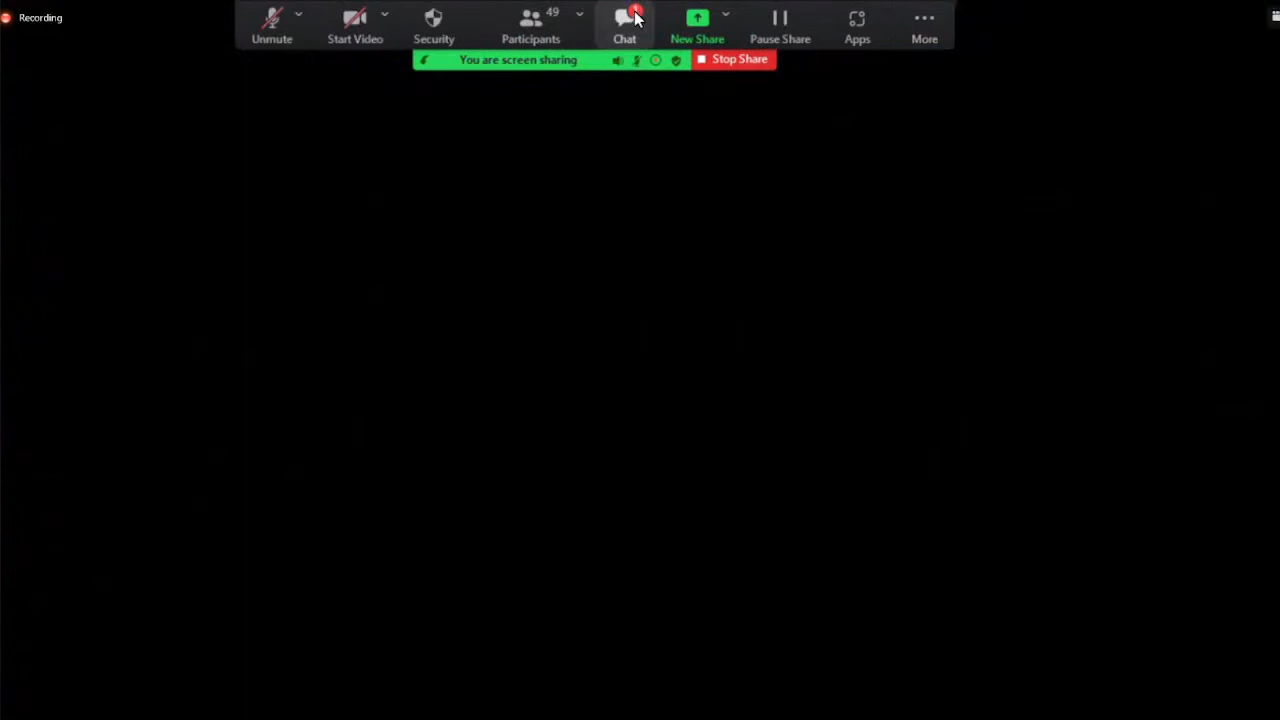 Recording
49
Unmute
Start Video
Security
Participants
Chat
New Share
Pause Share
Apps
More
You are screen sharing
Stop Share